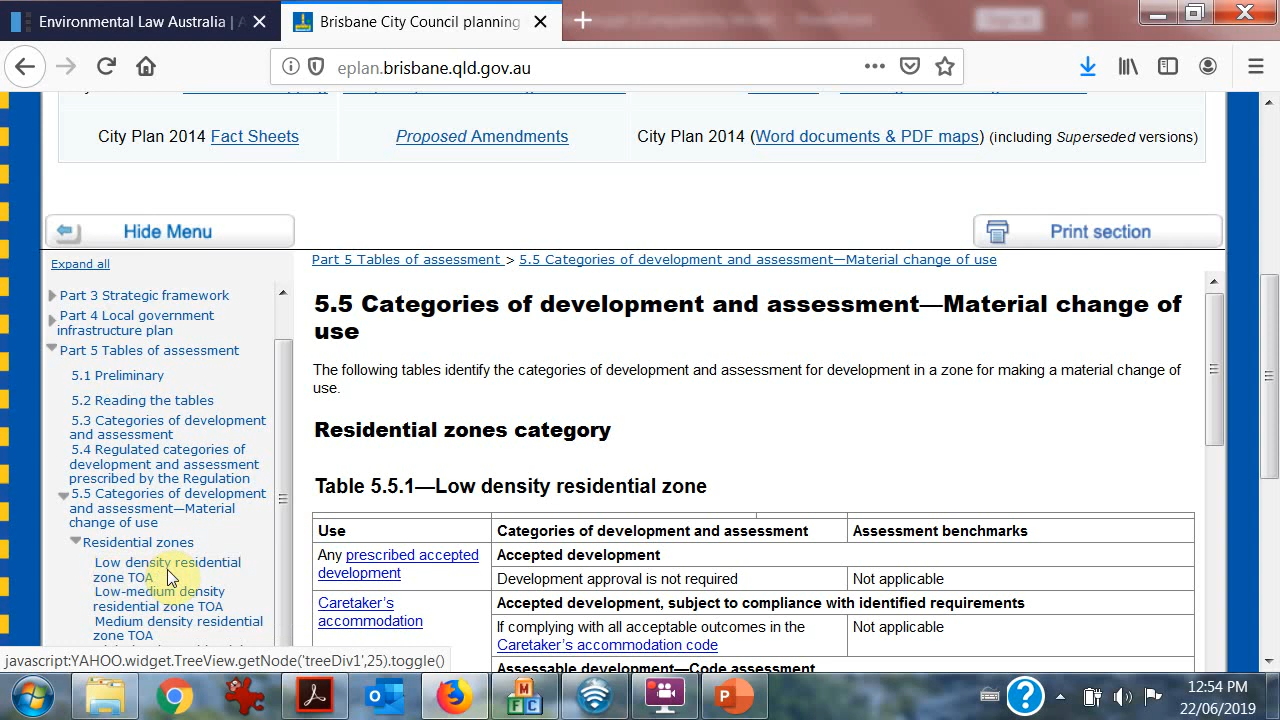 Environmental Law Australia | A
Brisbane City Council planning
eplan.brisbane.qld.gov.au
City Plan 2014 Fact Sheets
Proposed Amendments
City Plan 2014 (Word documents & PDF maps) (including Superseded versions)
Hide Menu
Print section
Expand all
Part 3 Strategic framework
Part 4 Local government
infrastructure plan
Part 5 Tables of assessment
5.1 Preliminary
5.2 Reading the tables
5.3 Categories of development
and assessment
5.4 Regulated categories of
development and assessment
prescribed by the Regulation
5.5 Categories of development
and assessment—Material
change of use
Residential zones
Low density residential
zone TOA
Low-medium density
residential zone TOA
Medium density residential
zone TOA
Part 5 Tables of assessment > 5.5 Categories of development and assessment—Material change of use
5.5 Categories of development and assessment—Material change of
use
The following tables identify the categories of development and assessment for development in a zone for making a material change of
use.
Residential zones category
Table 5.5.1—Low density residential zone
Use
Categories of development and assessment
Assessment benchmarks
Any prescribed accepted
development
Accepted development
Development approval is not required
Not applicable
Caretaker's
accommodation
Accepted development, subject to compliance with identified requirements
If complying with all acceptable outcomes in the
Caretaker's accommodation code
Not applicable
Assessable development—Code assessment
javascript:YAHOO.widget.TreeView.getNode('treeDiv1',25).toggle()
12:54 PM
22/06/2019